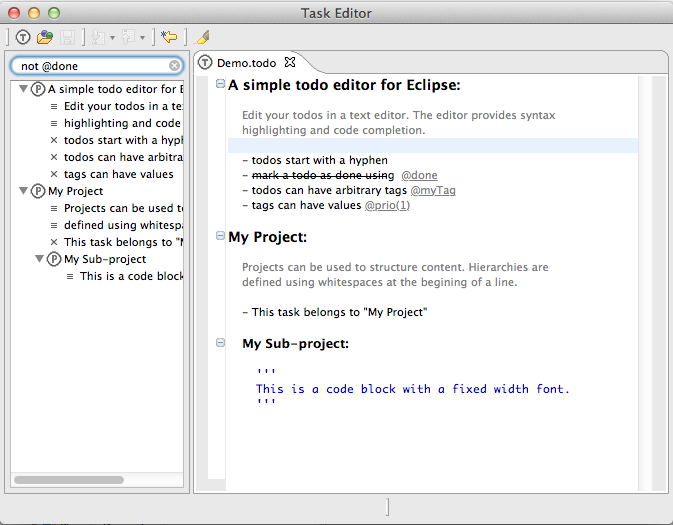 Task Editor
not @done
A simple todo editor for E
Edit your todos in a te
highlighting and code
todos start with a hyph
todos can have arbitra
tags can have values
My Project
Projects can be used to
defined using whitesp
This task belongs to "M
My Sub-project
This is a code block
Demo.todo
A simple todo editor for Eclipse:
Edit your todos in a text editor. The editor provides syntax
highlighting and code completion.
- todos start with a hyphen
- mark a todo as done using @done
- todos can have arbitrary tags @myTag
- tags can have values @prio(1)
My Project:
Projects can be used to structure content. Hierarchies are
defined using whitespaces at the begining of a line.
- This task belongs to "My Project"
My Sub-project:
'''
This is a code block with a fixed width font.
'''